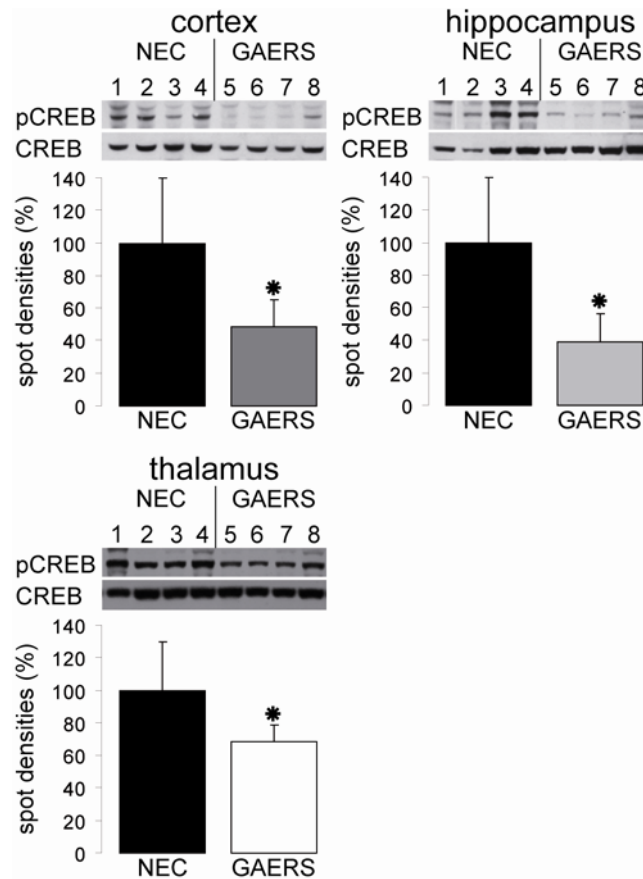 cortex
NEC GAERS
1 2 3 4 5 6 7 8
pCREB
CREB
spot densities (%)
140
120
100
80
60
40
20
0
*
NEC GAERS
hippocampus
NEC GAERS
1 2 3 4 5 6 7 8
pCREB
CREB
spot densities (%)
140
120
100
80
60
40
20
0
*
NEC GAERS
thalamus
NEC GAERS
1 2 3 4 5 6 7 8
pCREB
CREB
spot densities (%)
140
120
100
80
60
40
20
0
*
NEC GAERS